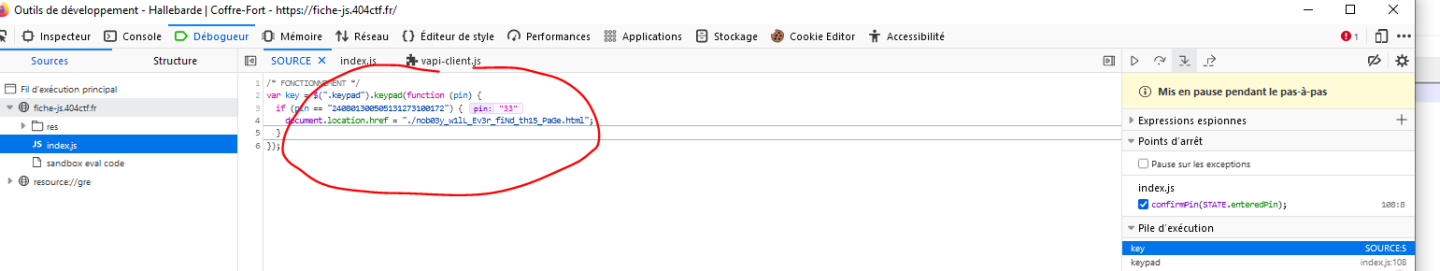 Outils de développement - Hallebarde | Coffre-Fort - https://fiche-js.404ctf.fr/
Inspecteur Console Débogueur Mémoire Réseau {} Éditeur de style Performances Applications Stockage Cookie Editor Accessibilité 1
Sources Structure SOURCE index.js vapi-client.js
Fil d'exécution principal
fiche-js.404ctf.fr
res
index.js
sandbox eval code
resource://gre
1 /* FONCTIONNEMENT */
2 var key = $(".keypad").keypad(function (pin) {
3 if (pin == "240801300505131273100172") { pin: "33"
4 document.location.href = "./nob03y_w1lL_Ev3r_fiNd_th15_PaGe.html";
5 }
6 });
Mis en pause pendant le pas-à-pas
Expressions espionnes
Points d'arrêt
Pause sur les exceptions
index.js
confirmPin(STATE.enteredPin); 108:8
Pile d'exécution
key SOURCE:5
keypad index.js:108